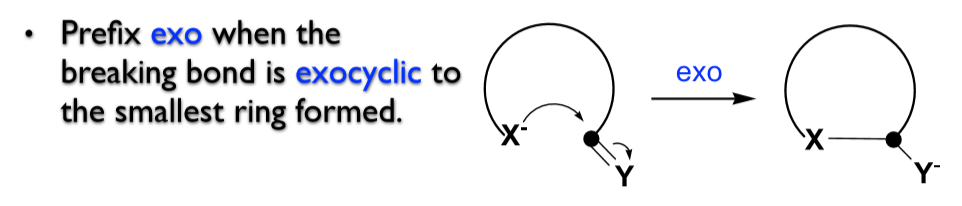 • Prefix exo when the
breaking bond is exocyclic to
the smallest ring formed.
X-
Y
exo
X
Y-